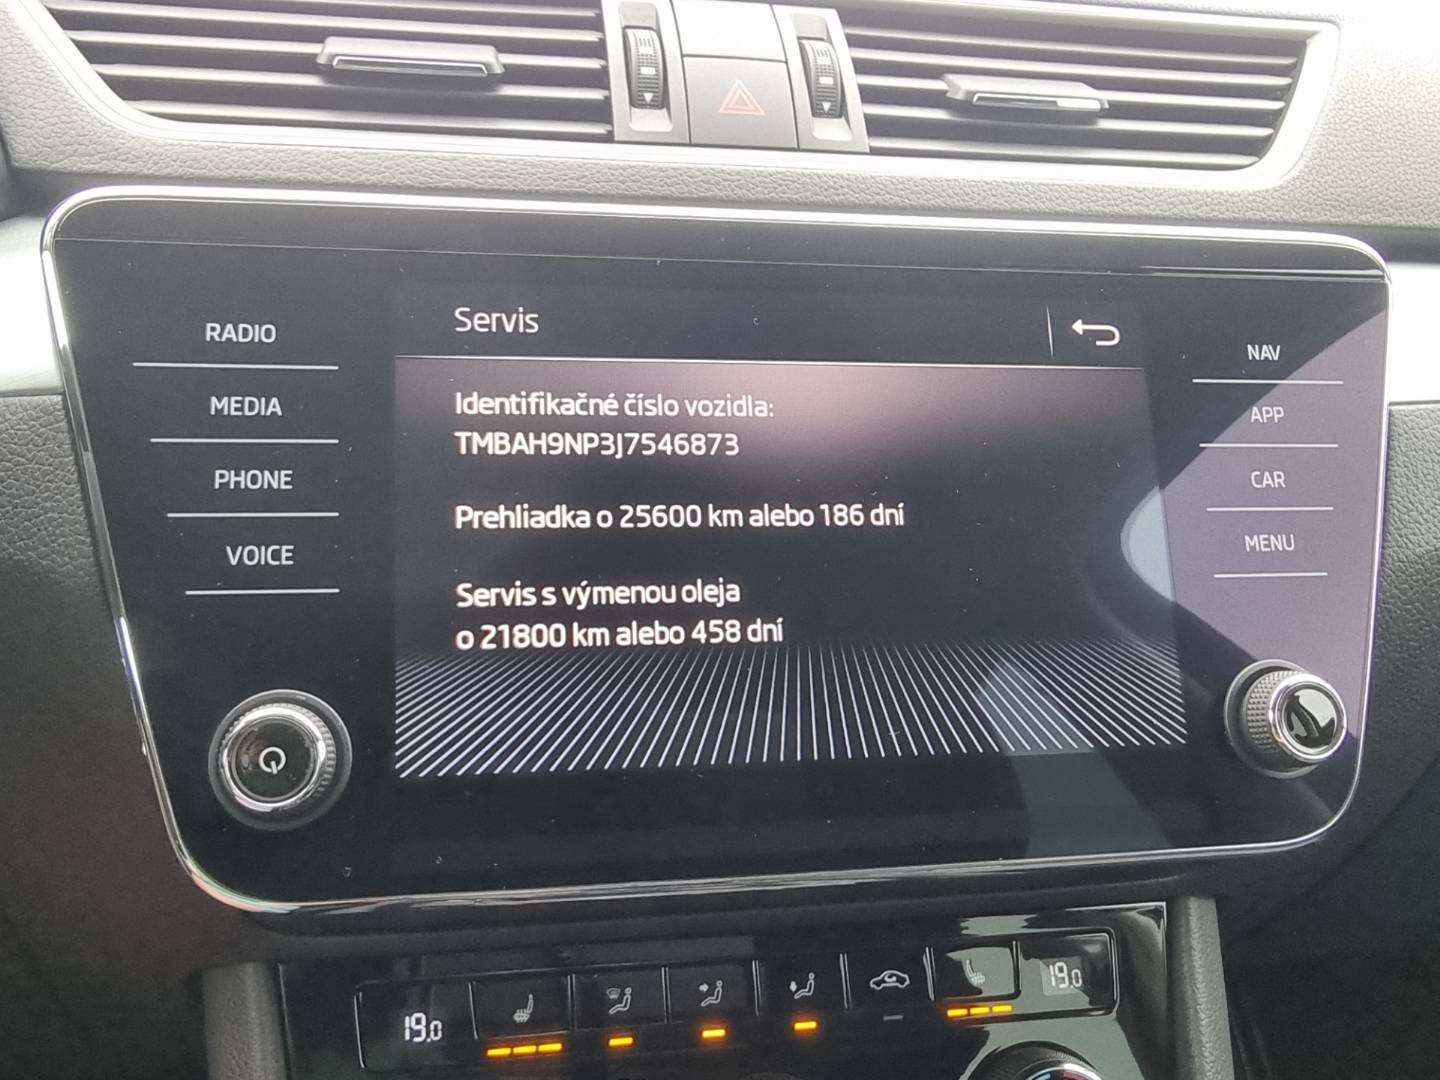 Servis
RADIO
MEDIA
PHONE
VOICE
Identifikačné číslo vozidla:
TMBAH9NP3J7546873
Prehliadka o 25600 km alebo 186 dní
Servis s výmenou oleja
o 21800 km alebo 458 dní
NAV
APP
CAR
MENU
19.0
19.0